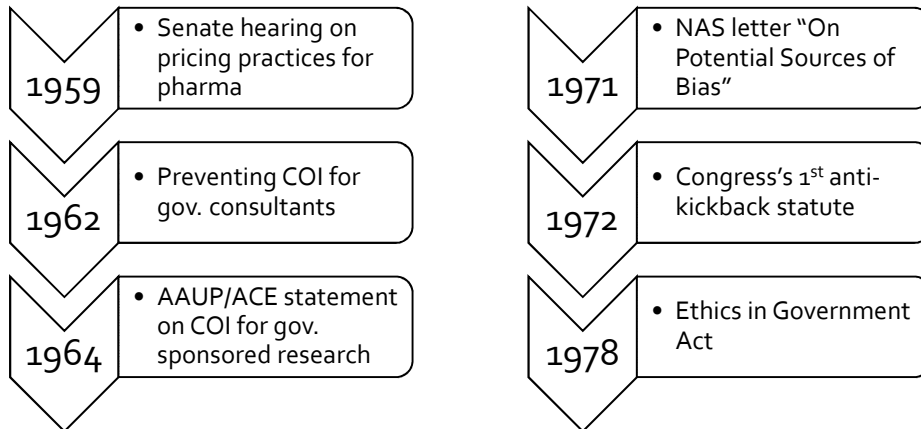 1959
• Senate hearing on
pricing practices for
pharma
1962
• Preventing COI for
gov. consultants
1964
• AAUP/ACE statement
on COI for gov.
sponsored research
1971
• NAS letter “On
Potential Sources of
Bias”
1972
• Congress’s 1st anti-
kickback statute
1978
• Ethics in Government
Act